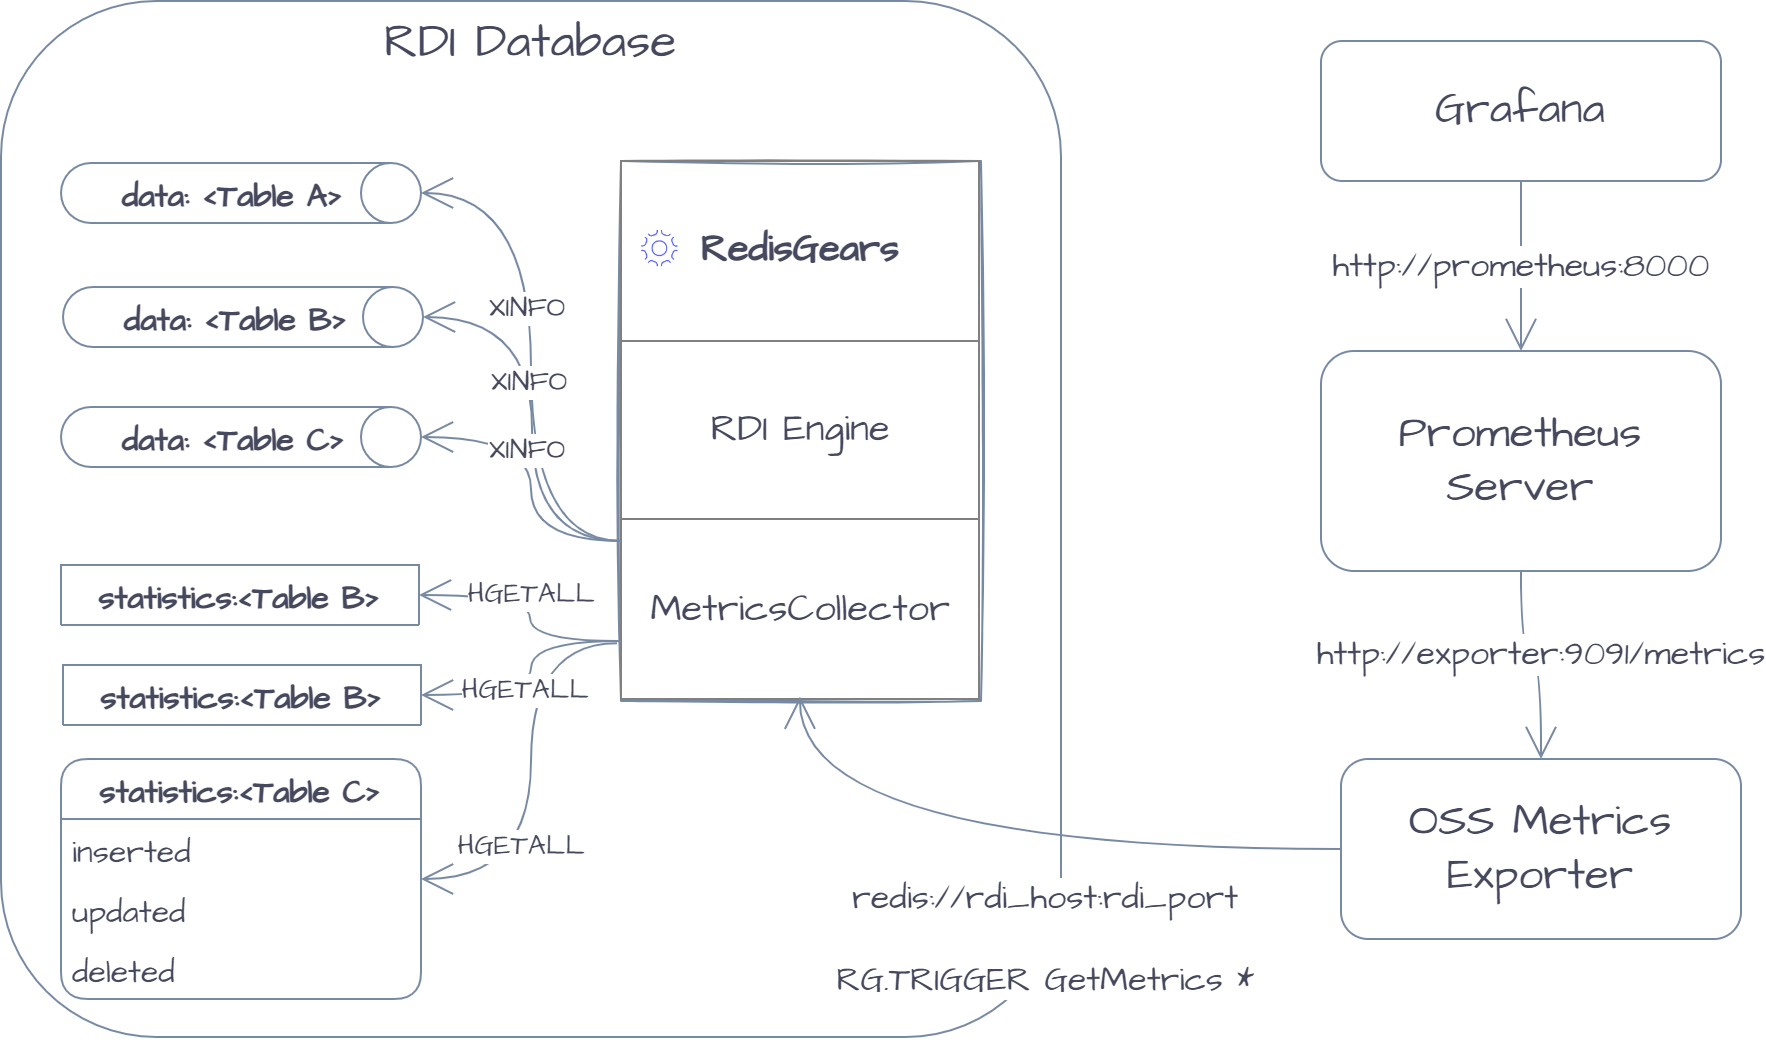 RDI Database
data: <Table A>
data: <Table B>
data: <Table C>
XINFO
XINFO
XINFO
RedisGears
RDI Engine
MetricsCollector
statistics:<Table B>
statistics:<Table B>
statistics:<Table C>
inserted
updated
deleted
HGETALL
HGETALL
HGETALL
redis://rdi_host:rdi_port
RG.TRIGGER GetMetrics *
Grafana
http://prometheus:8000
Prometheus
Server
http://exporter:9091/metrics
OSS Metrics
Exporter